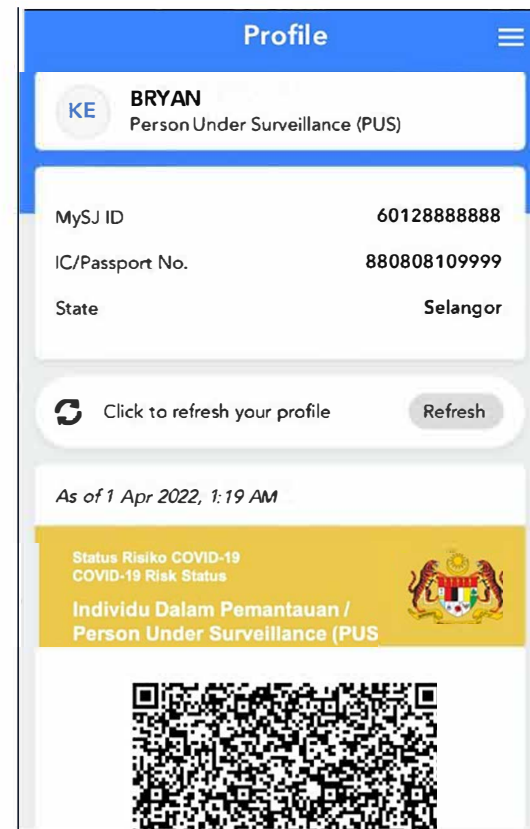 Profile
KE
BRYAN
Person Under Surveillance (PUS)
MySJ ID 60128888888
IC/Passport No. 880808109999
State Selangor
Click to refresh your profile Refresh
As of 1 Apr 2022, 1:19 AM
Status Risiko COVID-19
COVID-19 Risk Status
Individu Dalam Pemantauan /
Person Under Surveillance (PUS